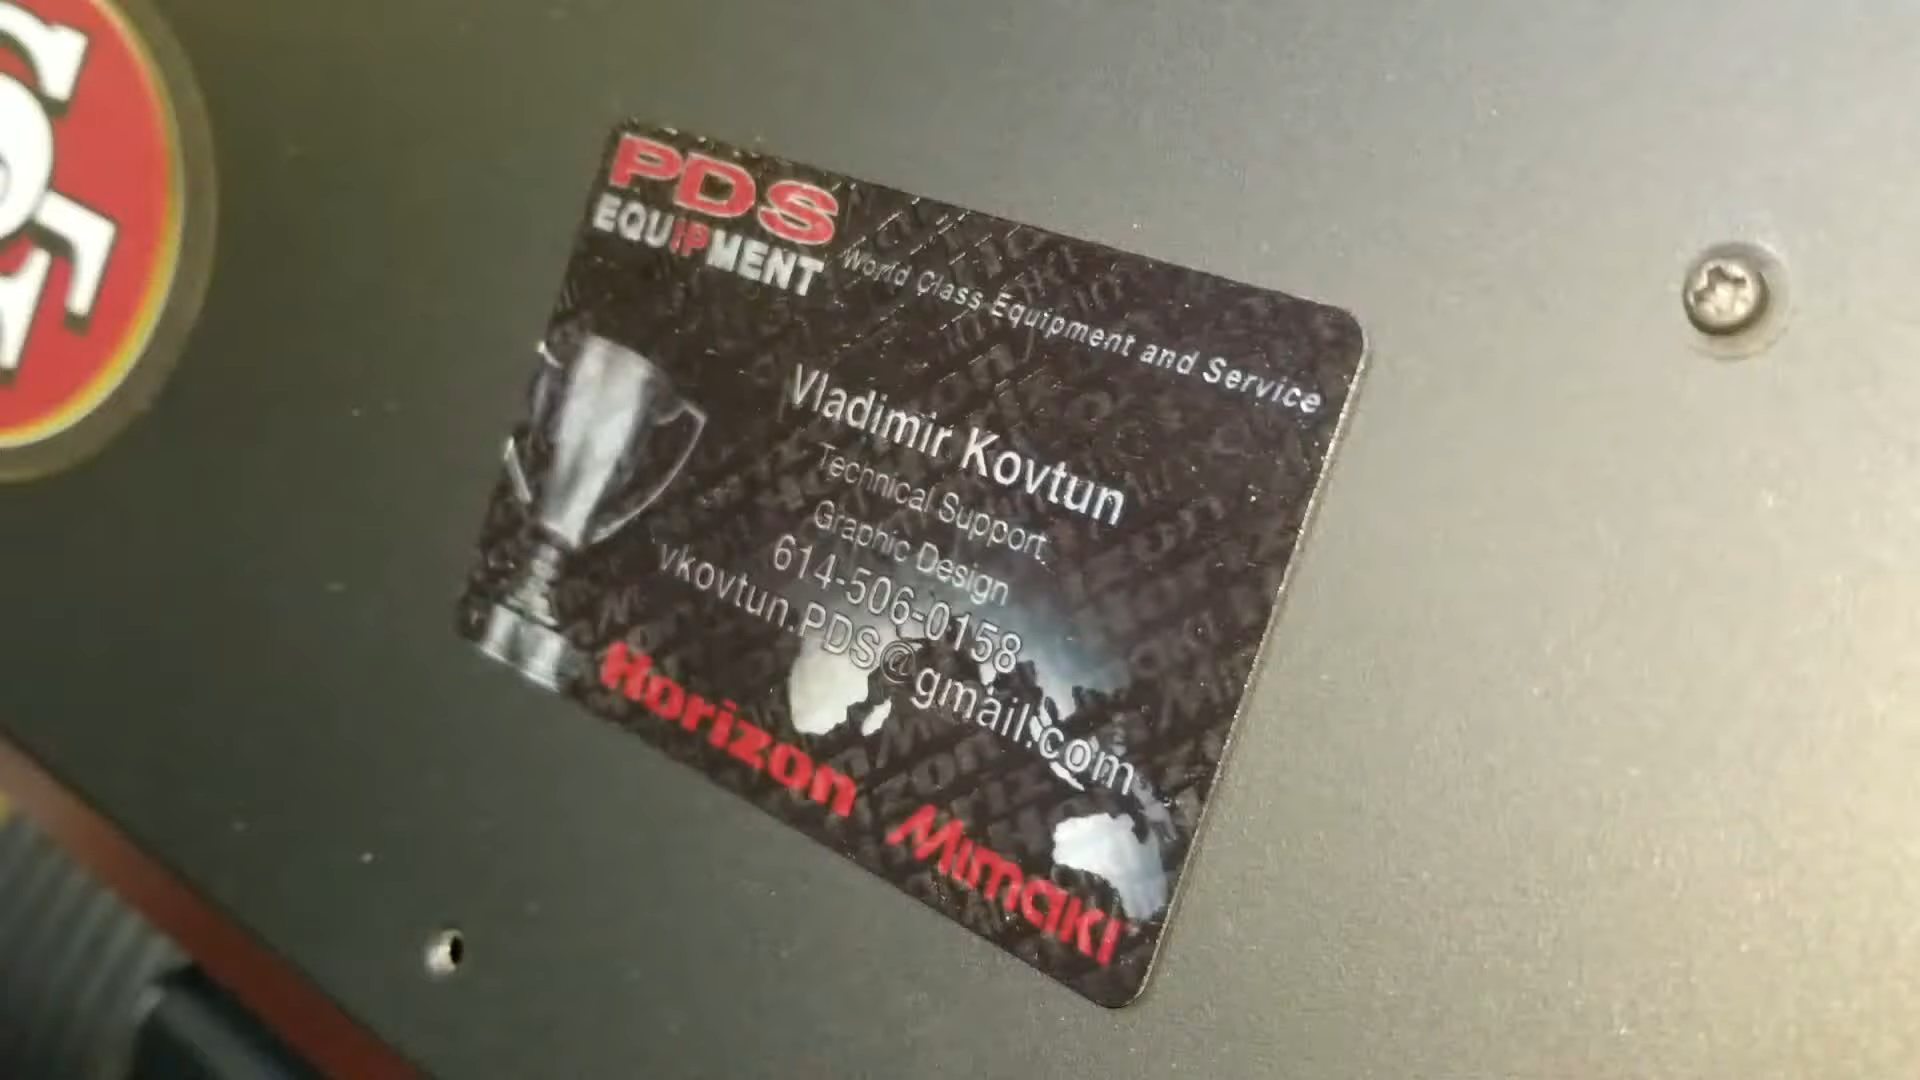 SF
PDS
EQUIPMENT
World Class Equipment and Service
Vladimir Kovtun
Technical Support
Graphic Design
614-506-0158
vkovtun.PDS@gmail.com
Horizon
Mimaki